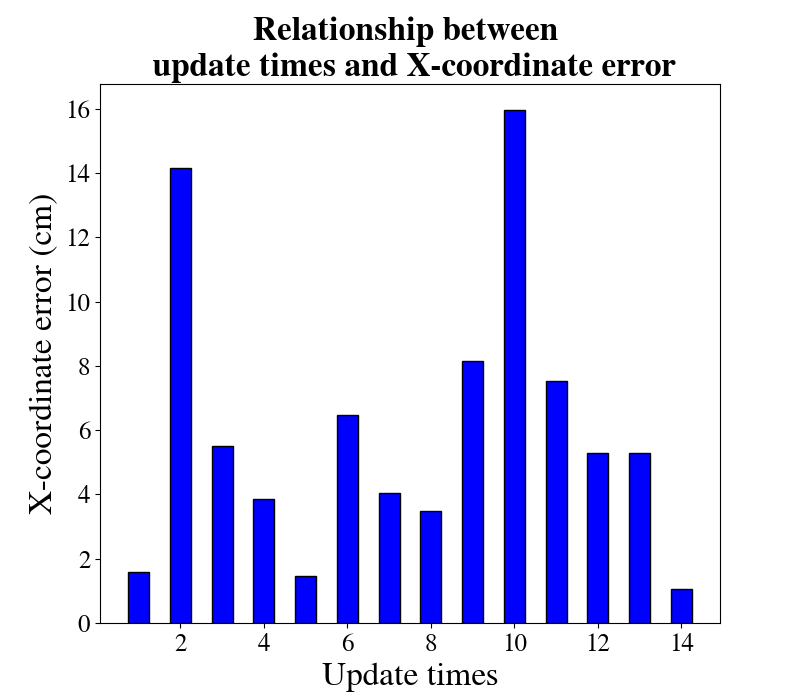 Relationship between
update times and X-coordinate error
X-coordinate error (cm)
16
14
12
10
8
6
4
2
0
2 4 6 8 10 12 14
Update times